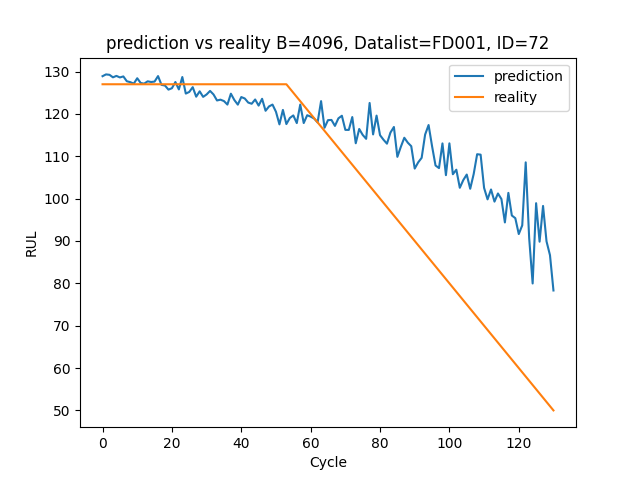 prediction vs reality B=4096, Datalist=FD001, ID=72
prediction
reality
130
120
110
100
90
80
70
60
50
RUL
0 20 40 60 80 100 120
Cycle